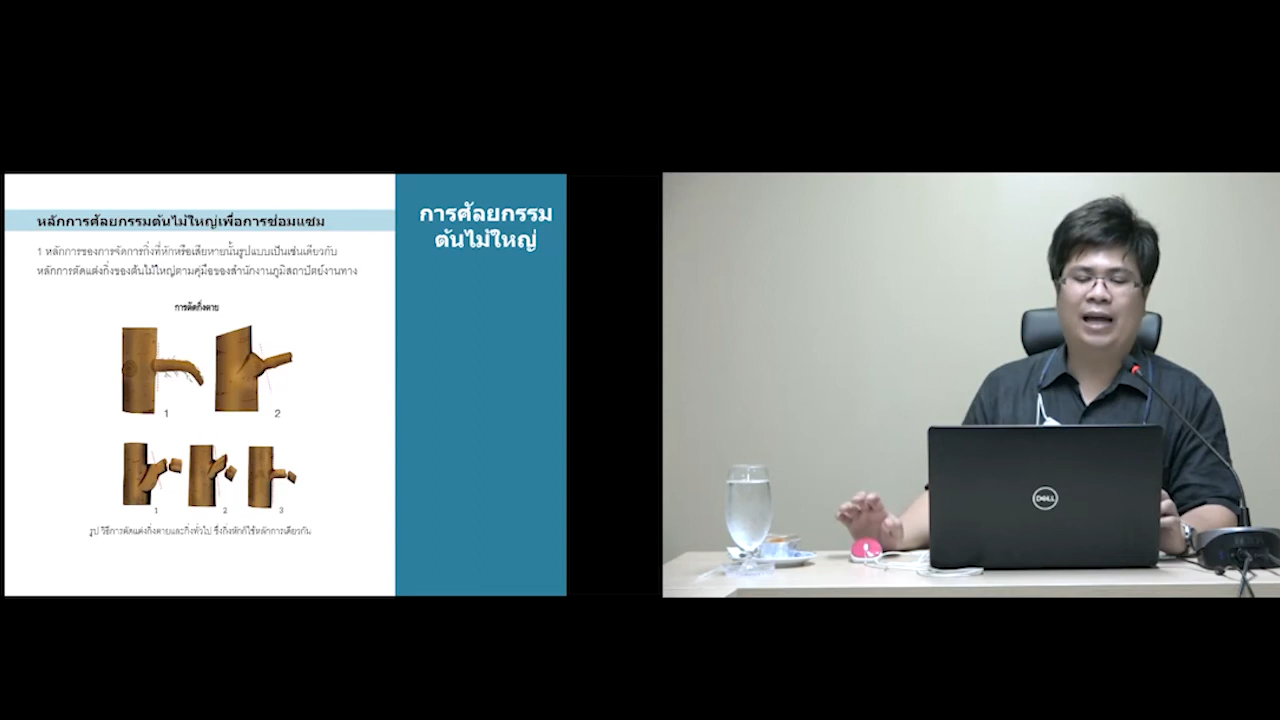 หลักการศัลยกรรมต้นไม้ใหญ่เพื่อการซ่อมแซม
1 หลักการของการจัดการกิ่งที่หักหรือเสียหายนั้นรูปแบบเป็นเช่นเดียวกับ
หลักการตัดแต่งกิ่งของต้นไม้ใหญ่ตามคู่มือของสำนักงานภูมิสถาปัตย์งานทาง
การตัดกิ่งตาย
1
2
1
2
3
รูป วิธีการตัดแต่งกิ่งตายและกิ่งทั่วไป ซึ่งกิ่งหักก็ใช้หลักการเดียวกัน
การศัลยกรรม
ต้นไม้ใหญ่
DELL